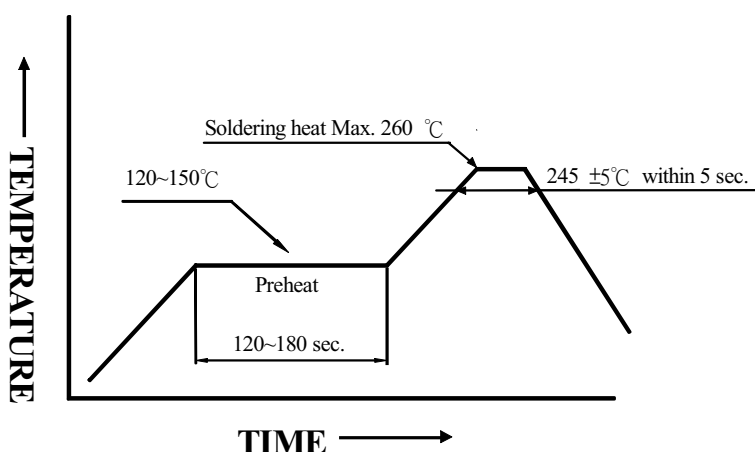 Soldering heat Max. 260 ℃
245 ±5℃ within 5 sec.
120~150℃
Preheat
120~180 sec.
TEMPERATURE
TIME